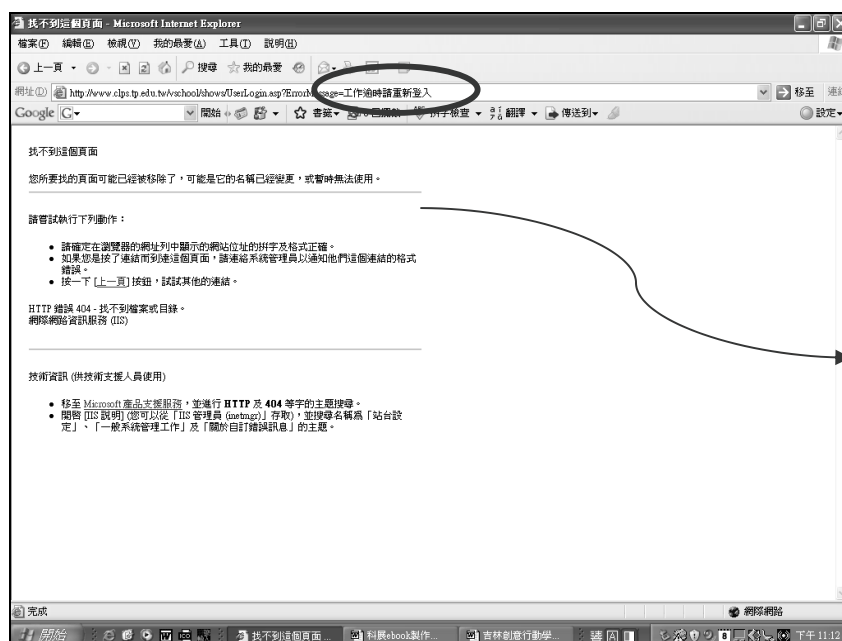 找不到這個頁面 - Microsoft Internet Explorer
檔案(F) 編輯(E) 檢視(V) 我的最愛(A) 工具(T) 說明(H)
上一頁 搜尋 我的最愛
網址(D) http://www.clps.tp.edu.tw/vschool/shows/UserLogin.asp?ErrorMessage=工作逾時請重新登入 移至 連結
Google G 開始 書籤 拼字檢查 翻譯 傳送到 設定
找不到這個頁面
您所要找的頁面可能已經被移除了，可能是它的名稱已經變更，或暫時無法使用。
請嘗試執行下列動作：
● 請確定在瀏覽器的網址列中顯示的網站位址的拼字及格式正確。
● 如果您是按了連結而到達這個頁面，請連絡系統管理員以通知他們這個連結的格式
錯誤。
● 按一下 [上一頁] 按鈕，試試其他的連結。
HTTP 錯誤 404 - 找不到檔案或目錄。
網際網路資訊服務 (IIS)
技術資訊 (供技術支援人員使用)
● 移至 Microsoft 產品支援服務，並進行 HTTP 及 404 等字的主題搜尋。
● 開啓 [IIS 說明] (您可以從「IIS 管理員 (inetmgr)」存取)，並搜尋名稱爲「站台設
定」、「一般系統管理工作」及「關於自訂錯誤訊息」的主題。
完成 網際網路
開始 找不到這個頁面 ... 科展ebook製作... 吉林創意行動學... 下午 11:12